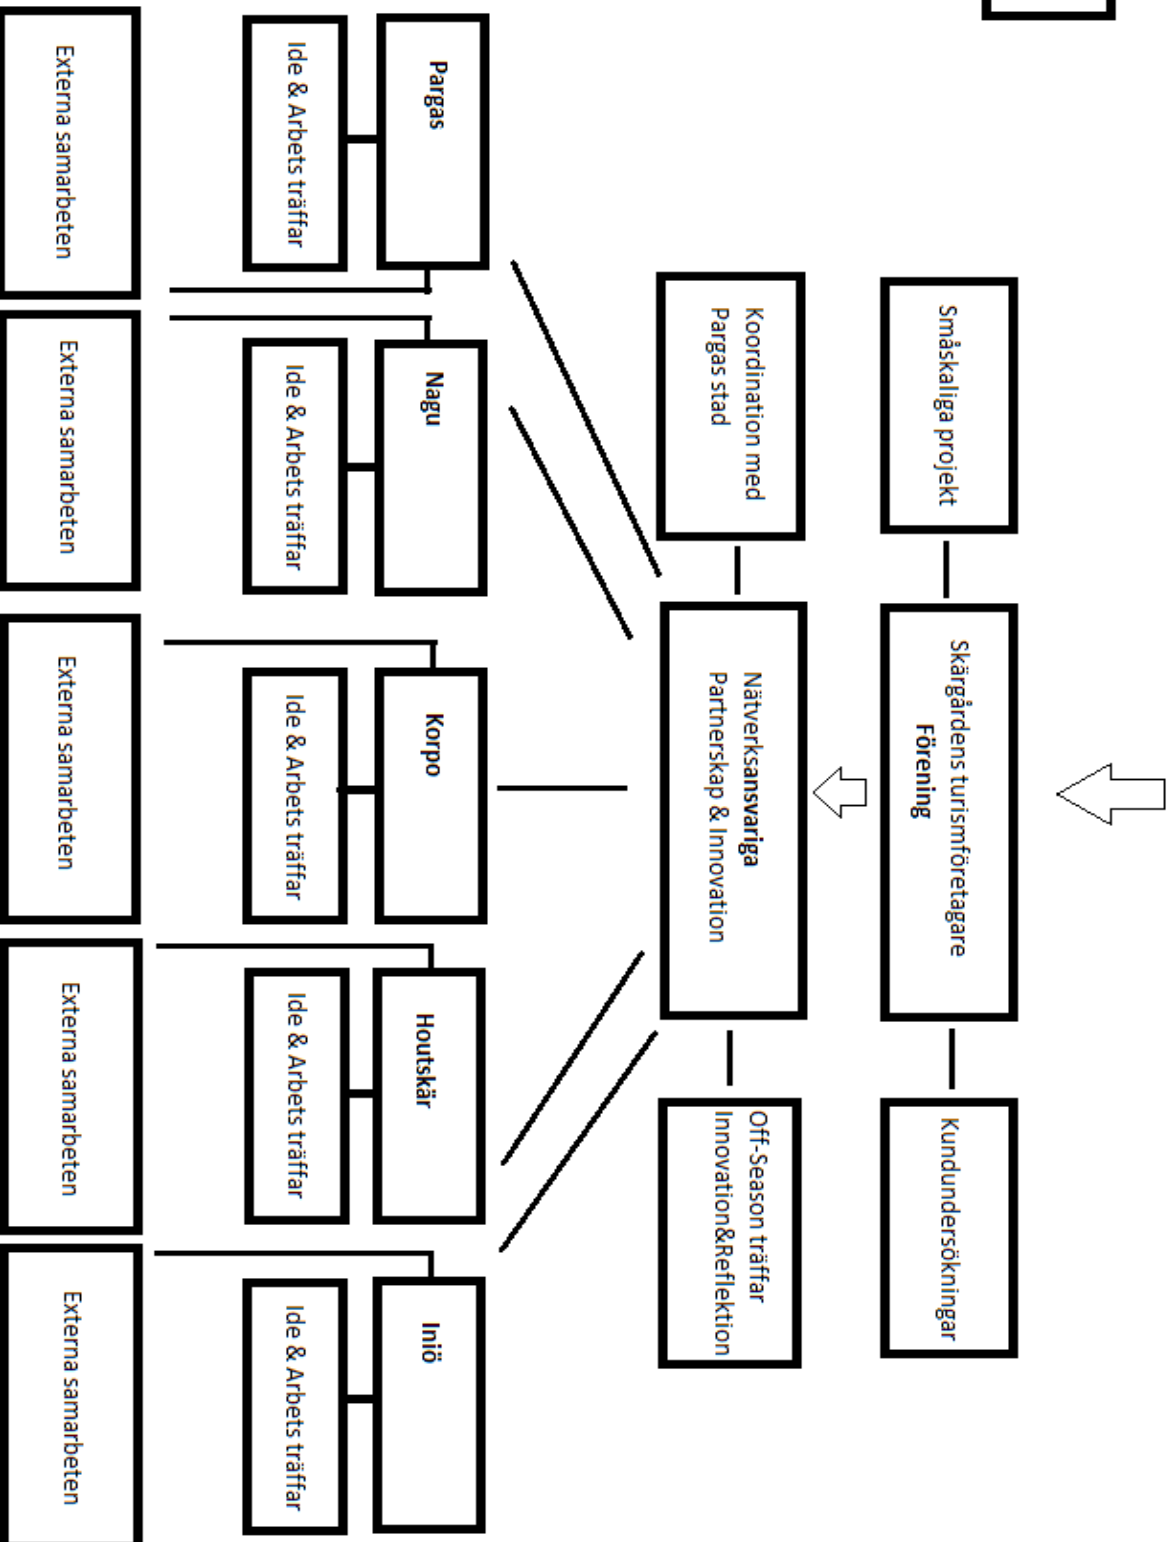 Småskaliga projekt
Skärgårdens turismföretagare
Förening
Kundundersökningar
Koordination med
Pargas stad
Nätverksansvariga
Partnerskap & Innovation
Off-Season träffar
Innovation&Reflektion
Pargas
Nagu
Korpo
Houtskär
Iniö
Ide & Arbets träffar
Ide & Arbets träffar
Ide & Arbets träffar
Ide & Arbets träffar
Ide & Arbets träffar
Externa samarbeten
Externa samarbeten
Externa samarbeten
Externa samarbeten
Externa samarbeten